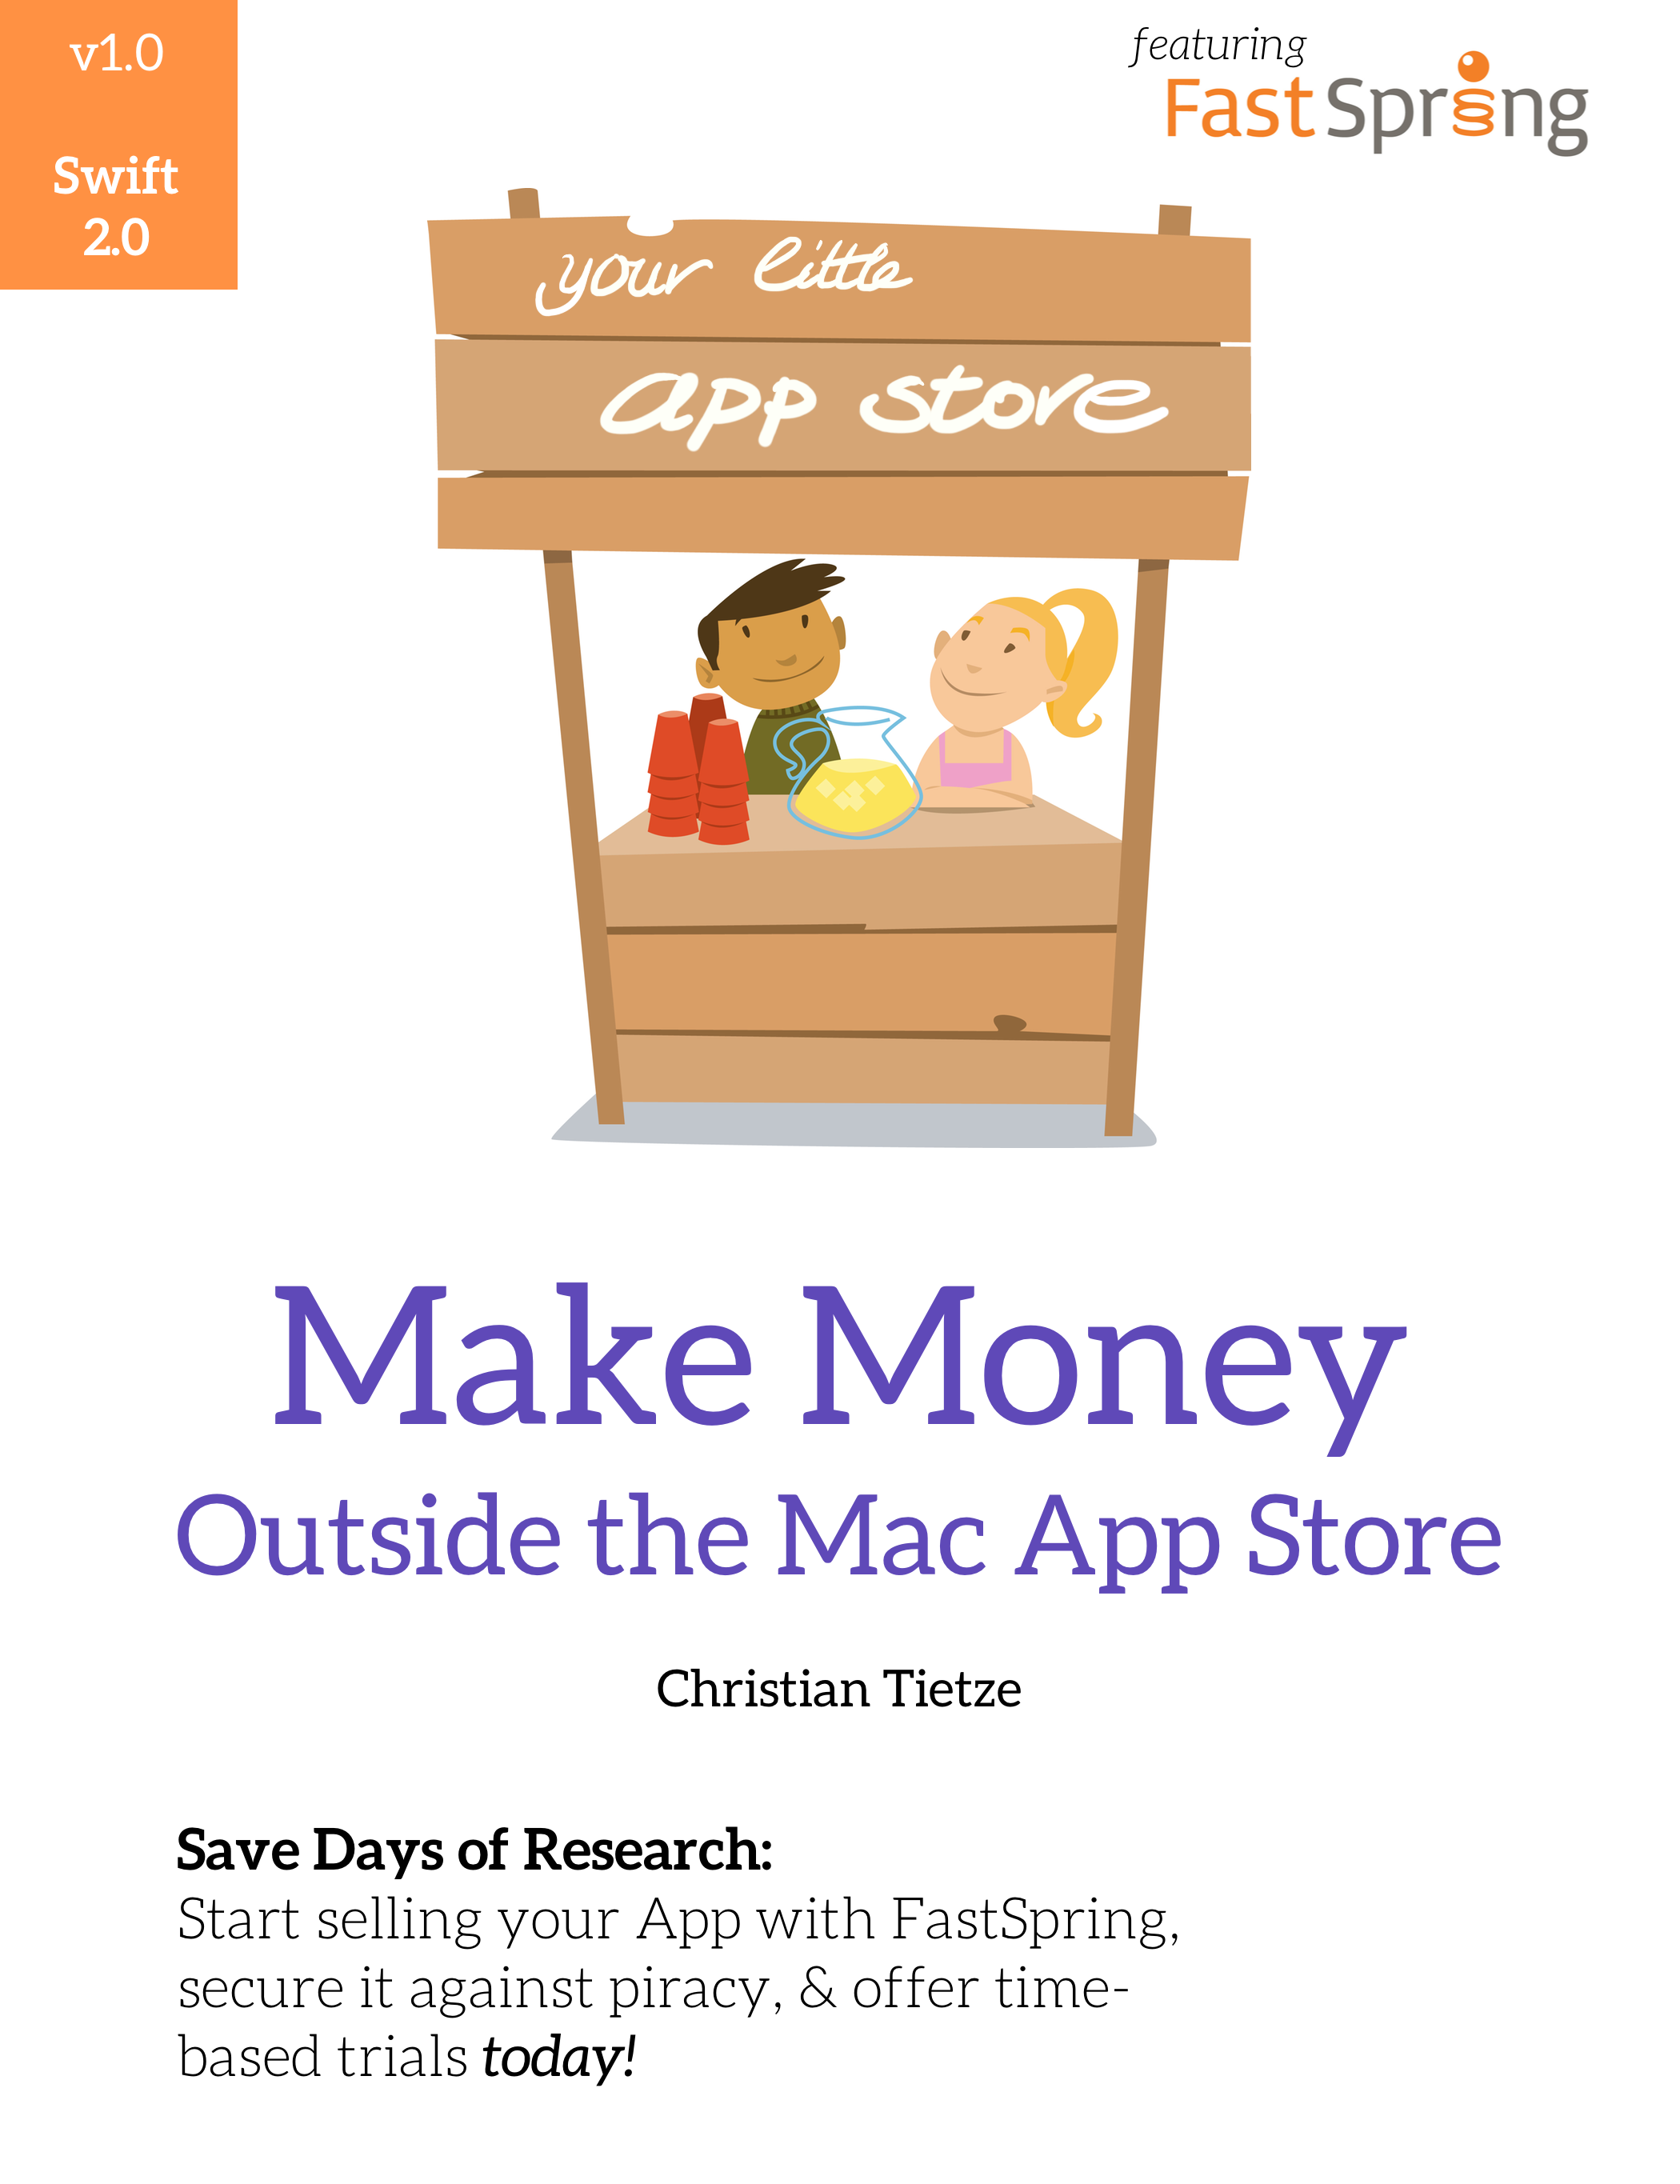 v1.0
Swift
2.0
featuring
FastSpring
your little
app store
Make Money
Outside the Mac App Store
Christian Tietze
Save Days of Research:
Start selling your App with FastSpring,
secure it against piracy, & offer time-
based trials today!